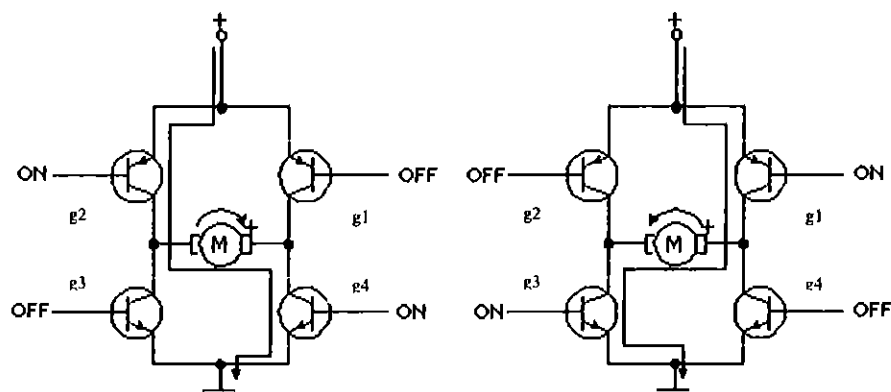 + +
ON OFF OFF ON
g2 g1 g2 g1
+ +
M M
g3 g4 g3 g4
OFF ON ON OFF